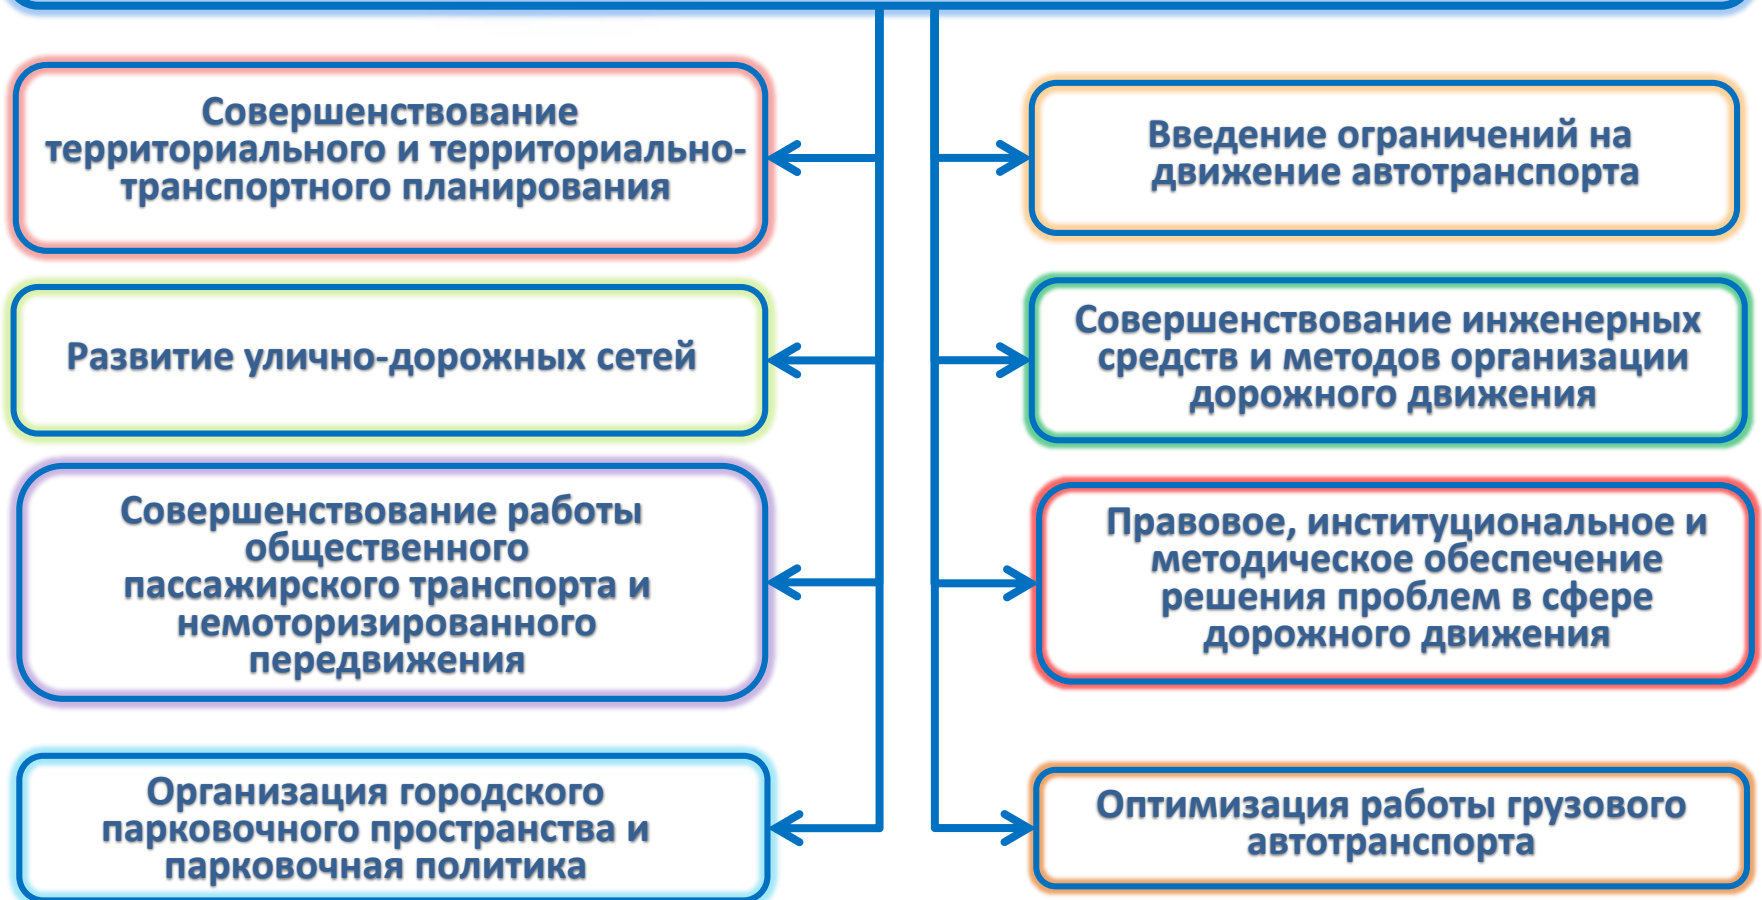 Совершенствование
территориального и территориально-
транспортного планирования
Развитие улично-дорожных сетей
Совершенствование работы
общественного
пассажирского транспорта и
немоторизированного
передвижения
Организация городского
парковочного пространства и
парковочная политика
Введение ограничений на
движение автотранспорта
Совершенствование инженерных
средств и методов организации
дорожного движения
Правовое, институциональное и
методическое обеспечение
решения проблем в сфере
дорожного движения
Оптимизация работы грузового
автотранспорта